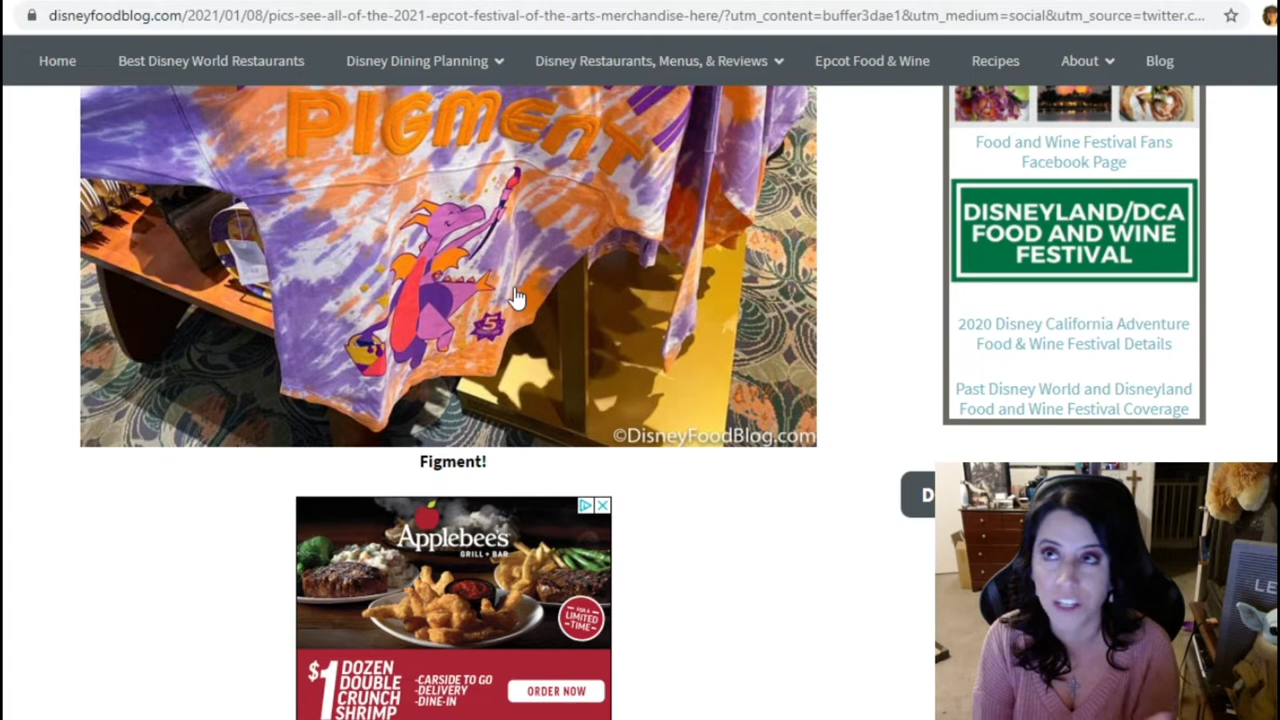 disneyfoodblog.com/2021/01/08/pics-see-all-of-the-2021-epcot-festival-of-the-arts-merchandise-here/?utm_content=buffer3dae1&utm_medium=social&utm_source=twitter.c...
Home Best Disney World Restaurants Disney Dining Planning Disney Restaurants, Menus, & Reviews Epcot Food & Wine Recipes About Blog
PIGMENT
5
©DisneyFoodBlog.com
Figment!
Applebee's
GRILL + BAR
FOR A
LIMITED
-TIME-
$1 DOZEN
DOUBLE
CRUNCH
SHRIMP
-CARSIDE TO GO
-DELIVERY
-DINE-IN
ORDER NOW
Food and Wine Festival Fans
Facebook Page
DISNEYLAND/DCA
FOOD AND WINE
FESTIVAL
2020 Disney California Adventure
Food & Wine Festival Details
Past Disney World and Disneyland
Food and Wine Festival Coverage
D
LE